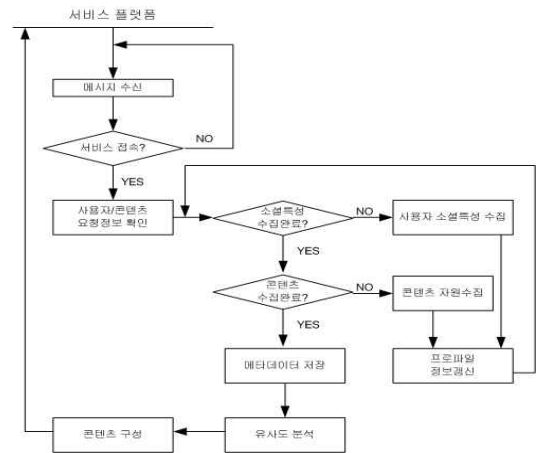 서비스 플랫폼
메시지 수신
서비스 접속?
NO
YES
사용자/콘텐츠
요청정보 확인
소셜특성
수집완료?
NO
사용자 소셜특성 수집
YES
콘텐츠
수집완료?
NO
콘텐츠 자원수집
YES
메타데이터 저장
프로파일
정보갱신
콘텐츠 구성
유사도 분석